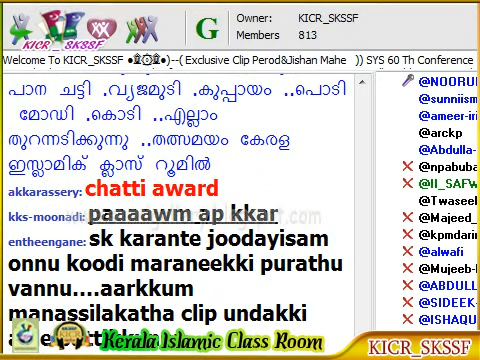 KICR_SKSSF
G
Owner: KICR_SKSSF
Members 813
Welcome To KICR_SKSSF
--( Exclusive Clip Perod&Jishan Mahe )) SYS 60 Th Conference
പാന ചട്ടി .വ്യജമുടി .കുപ്പായം ..പൊടി
മോഡി .കൊടി ..എല്ലാം
തുറന്നടിക്കുന്നു ..തത്സമയം കേരള
ഇസ്ലാമിക് ക്ലാസ് റൂമിൽ
akkarassery: chatti award
kks-moonadi: paaaawm ap kkar
entheengane: sk karante joodayisam
onnu koodi maraneekki purathu
vannu....aarkkum
manassilakatha clip undakki
@NOORU
@sunniism
@ameer-iri
@arckp
@Abdulla-
@npabuba
@II_SAFW
@Twaseel
@Majeed_
@kpmdarim
@alwafi
@Mujeeb-l
@ABDULL
@SIDEEK-
@ISHAQU
Kerala Islamic Class Room
KICR_SKSSF